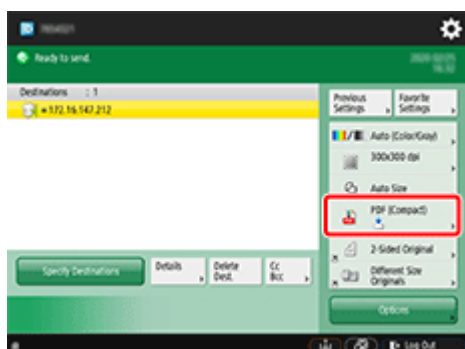 Ready to send.
Destinations : 1
172.16.147.212
Previous
Settings
Favorite
Settings
Auto (Color/Gray)
300x300 dpi
Auto Size
PDF (Compact)
2-Sided Original
Different Size
Originals
Specify Destinations
Details
Delete
Dest.
Cc
Bcc
Options
Log Out